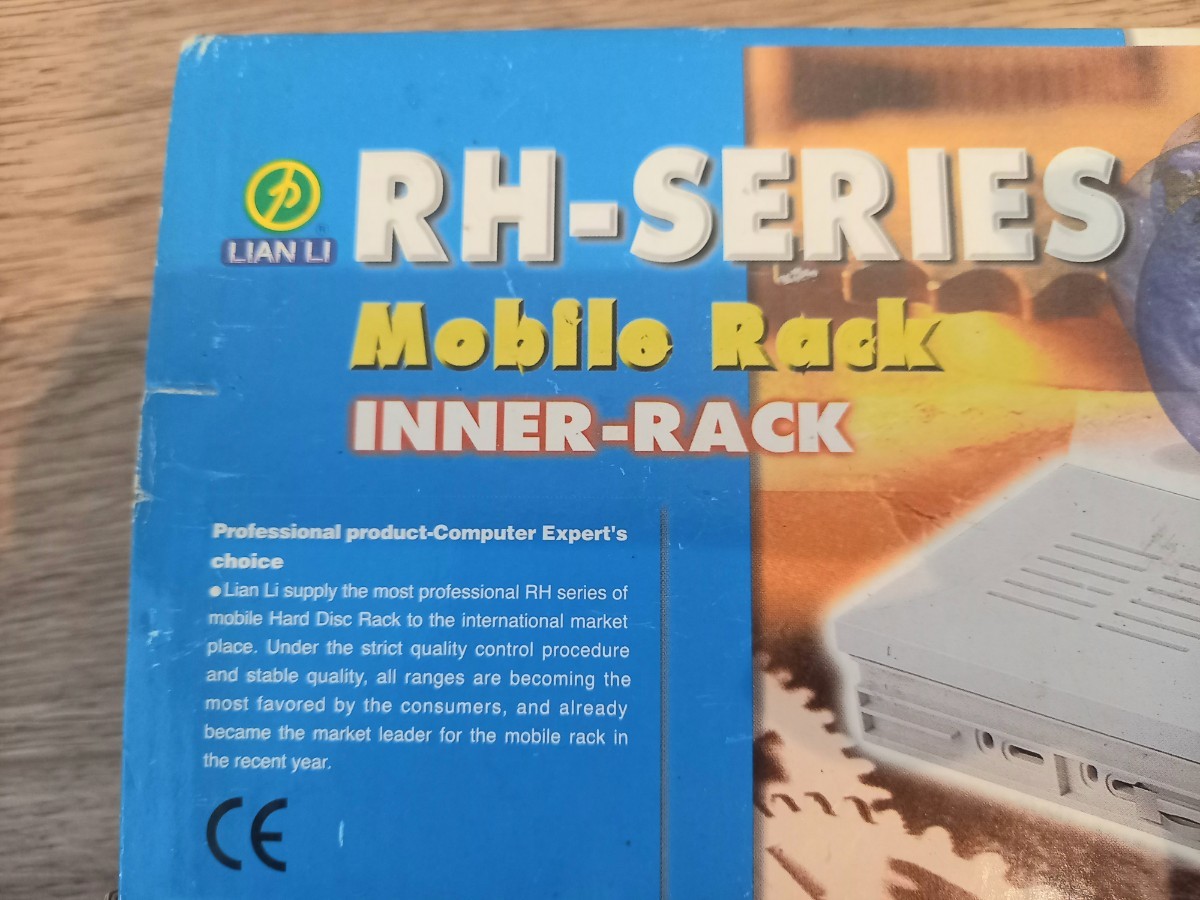 LIAN LI
RH-SERIES
Mobile Rack
INNER-RACK
Professional product-Computer Expert's
choice
●Lian Li supply the most professional RH series of
mobile Hard Disc Rack to the international market
place. Under the strict quality control procedure
and stable quality, all ranges are becoming the
most favored by the consumers, and already
became the market leader for the mobile rack in
the recent year.
CE